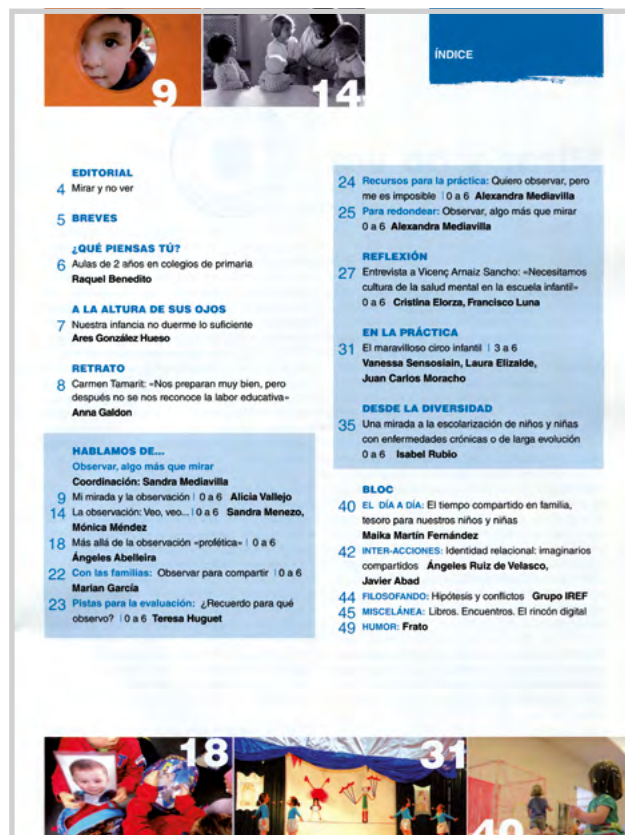 9
14
ÍNDICE
EDITORIAL
4 Mirar y no ver
5 BREVES
¿QUÉ PIENSAS TÚ?
6 Aulas de 2 años en colegios de primaria
Raquel Benedito
A LA ALTURA DE SUS OJOS
7 Nuestra infancia no duerme lo suficiente
Ares González Hueso
RETRATO
8 Carmen Tamarit: «Nos preparan muy bien, pero
después no se nos reconoce la labor educativa»
Anna Galdon
HABLAMOS DE...
Observar, algo más que mirar
Coordinación: Sandra Mediavilla
9 Mi mirada y la observación | 0 a 6 Alicia Vallejo
14 La observación: Veo, veo... | 0 a 6 Sandra Menezo,
Mónica Méndez
18 Más allá de la observación «profética» | 0 a 6
Ángeles Abelleira
22 Con las familias: Observar para compartir | 0 a 6
Marian García
23 Pistas para la evaluación: ¿Recuerdo para qué
observo? | 0 a 6 Teresa Huguet
24 Recursos para la práctica: Quiero observar, pero
me es imposible | 0 a 6 Alexandra Mediavilla
25 Para redondear: Observar, algo más que mirar
0 a 6 Alexandra Mediavilla
REFLEXIÓN
27 Entrevista a Vicenç Arnaiz Sancho: «Necesitamos
cultura de la salud mental en la escuela infantil»
0 a 6 Cristina Elorza, Francisco Luna
EN LA PRÁCTICA
31 El maravilloso circo infantil | 3 a 6
Vanessa Sensosiain, Laura Elizalde,
Juan Carlos Moracho
DESDE LA DIVERSIDAD
35 Una mirada a la escolarización de niños y niñas
con enfermedades crónicas o de larga evolución
0 a 6 Isabel Rubio
BLOC
40 EL DÍA A DÍA: El tiempo compartido en familia,
tesoro para nuestros niños y niñas
Maika Martín Fernández
42 INTER-ACCIONES: Identidad relacional: imaginarios
compartidos Ángeles Ruiz de Velasco,
Javier Abad
44 FILOSOFANDO: Hipótesis y conflictos Grupo IREF
45 MISCELÁNEA: Libros. Encuentros. El rincón digital
49 HUMOR: Frato
18
31
40